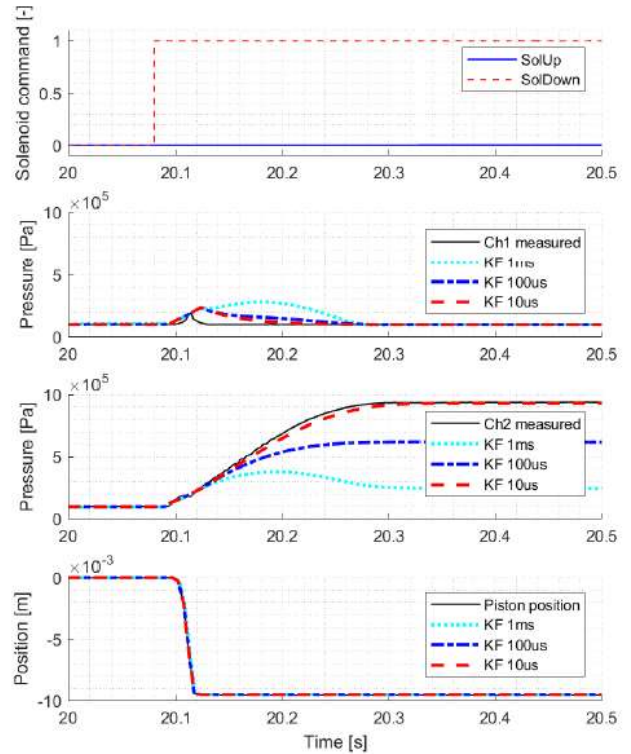 Solenoid command [-]
1
0.5
0
SolUp
SolDown
20 20.1 20.2 20.3 20.4 20.5
×10^5
Pressure [Pa]
10
5
0
Ch1 measured
KF 1ms
KF 100us
KF 10us
20 20.1 20.2 20.3 20.4 20.5
×10^5
Pressure [Pa]
10
5
0
Ch2 measured
KF 1ms
KF 100us
KF 10us
20 20.1 20.2 20.3 20.4 20.5
×10^-3
Position [m]
0
-5
-10
Piston position
KF 1ms
KF 100us
KF 10us
20 20.1 20.2 20.3 20.4 20.5
Time [s]